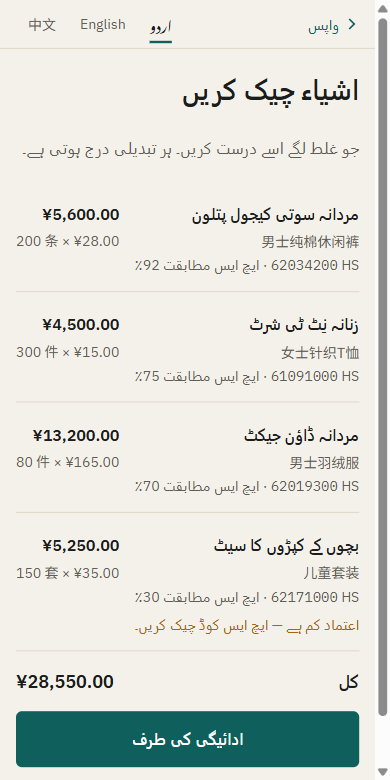 واپس
اردو
English
中文
اشیاء چیک کریں
جو غلط لگے اسے درست کریں۔ ہر تبدیلی درج ہوتی ہے۔
مردانہ سوتی کیجول پتلون
¥5,600.00
男士纯棉休闲裤
200 条 × ¥28.00
62034200 HS · ایچ ایس مطابقت 92٪
زنانہ نِٹ ٹی شرٹ
¥4,500.00
女士针织T恤
300 件 × ¥15.00
61091000 HS · ایچ ایس مطابقت 75٪
مردانہ ڈاؤن جیکٹ
¥13,200.00
男士羽绒服
80 件 × ¥165.00
62019300 HS · ایچ ایس مطابقت 70٪
بچوں کے کپڑوں کا سیٹ
¥5,250.00
儿童套装
150 套 × ¥35.00
62171000 HS · ایچ ایس مطابقت 30٪
اعتماد کم ہے — ایچ ایس کوڈ چیک کریں۔
کل
¥28,550.00
ادائیگی کی طرف